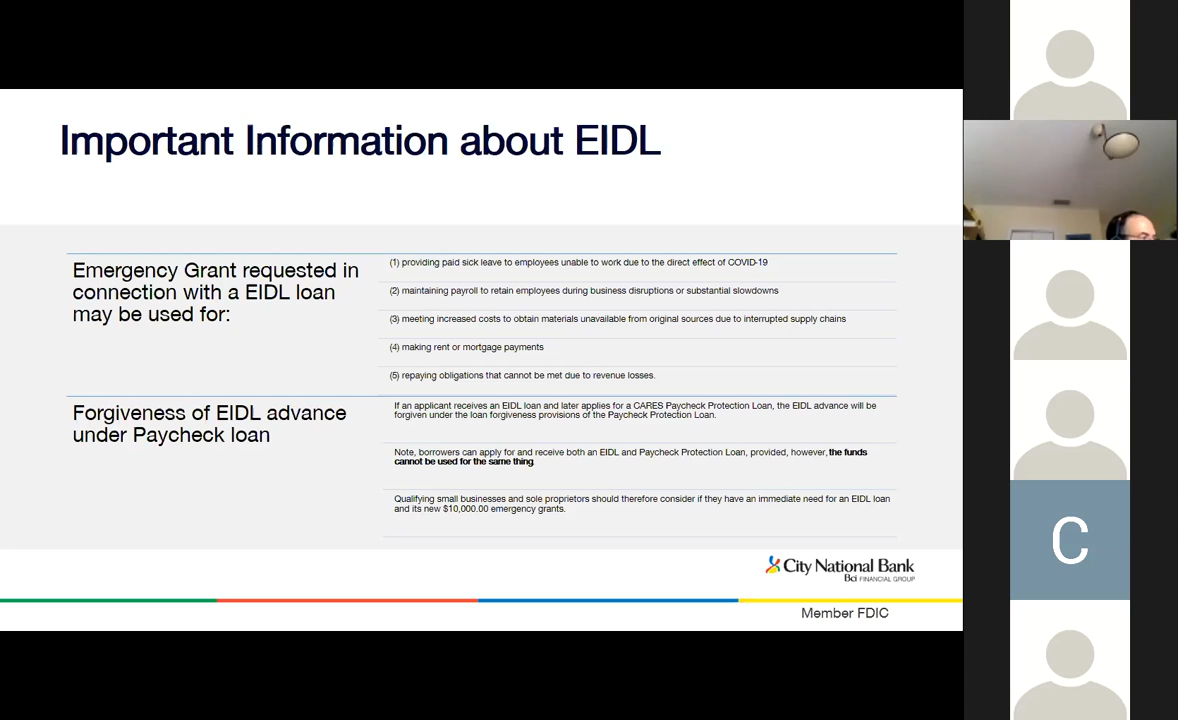 Important Information about EIDL
Emergency Grant requested in
connection with a EIDL loan
may be used for:
(1) providing paid sick leave to employees unable to work due to the direct effect of COVID-19
(2) maintaining payroll to retain employees during business disruptions or substantial slowdowns
(3) meeting increased costs to obtain materials unavailable from original sources due to interrupted supply chains
(4) making rent or mortgage payments
(5) repaying obligations that cannot be met due to revenue losses.
Forgiveness of EIDL advance
under Paycheck loan
If an applicant receives an EIDL loan and later applies for a CARES Paycheck Protection Loan, the EIDL advance will be
forgiven under the loan forgiveness provisions of the Paycheck Protection Loan.
Note, borrowers can apply for and receive both an EIDL and Paycheck Protection Loan, provided, however, the funds
cannot be used for the same thing.
Qualifying small businesses and sole proprietors should therefore consider if they have an immediate need for an EIDL loan
and its new $10,000.00 emergency grants.
City National Bank
Bci FINANCIAL GROUP
Member FDIC
C